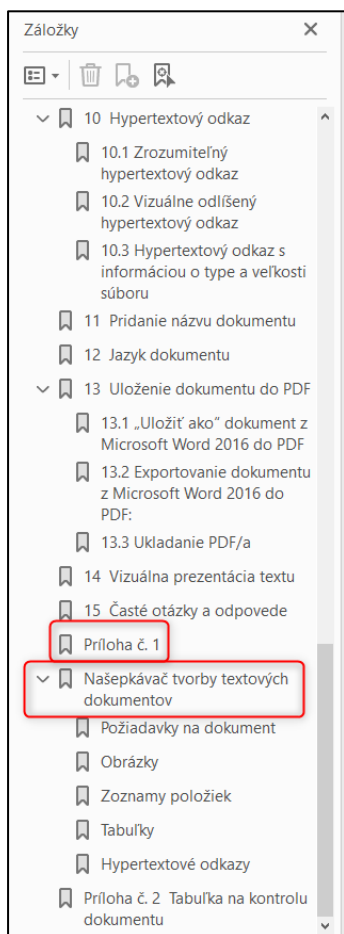 Záložky
10 Hypertextový odkaz
10.1 Zrozumiteľný
hypertextový odkaz
10.2 Vizuálne odlíšený
hypertextový odkaz
10.3 Hypertextový odkaz s
informáciou o type a veľkosti
súboru
11 Pridanie názvu dokumentu
12 Jazyk dokumentu
13 Uloženie dokumentu do PDF
13.1 „Uložiť ako“ dokument z
Microsoft Word 2016 do PDF
13.2 Exportovanie dokumentu
z Microsoft Word 2016 do
PDF:
13.3 Ukladanie PDF/a
14 Vizuálna prezentácia textu
15 Časté otázky a odpovede
Príloha č. 1
Našepkávač tvorby textových
dokumentov
Požiadavky na dokument
Obrázky
Zoznamy položiek
Tabuľky
Hypertextové odkazy
Príloha č. 2 Tabuľka na kontrolu
dokumentu